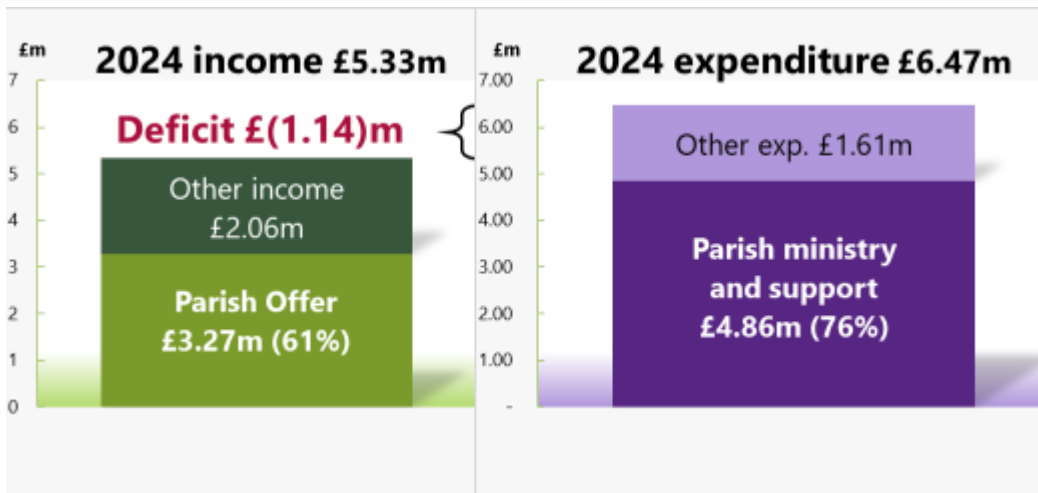 £m
2024 income £5.33m
7
Deficit £(1.14)m
6
5
Other income
£2.06m
4
3
Parish Offer
£3.27m (61%)
2
1
0
£m
2024 expenditure £6.47m
7.00
6.00
Other exp. £1.61m
5.00
4.00
Parish ministry
and support
£4.86m (76%)
3.00
2.00
1.00
-